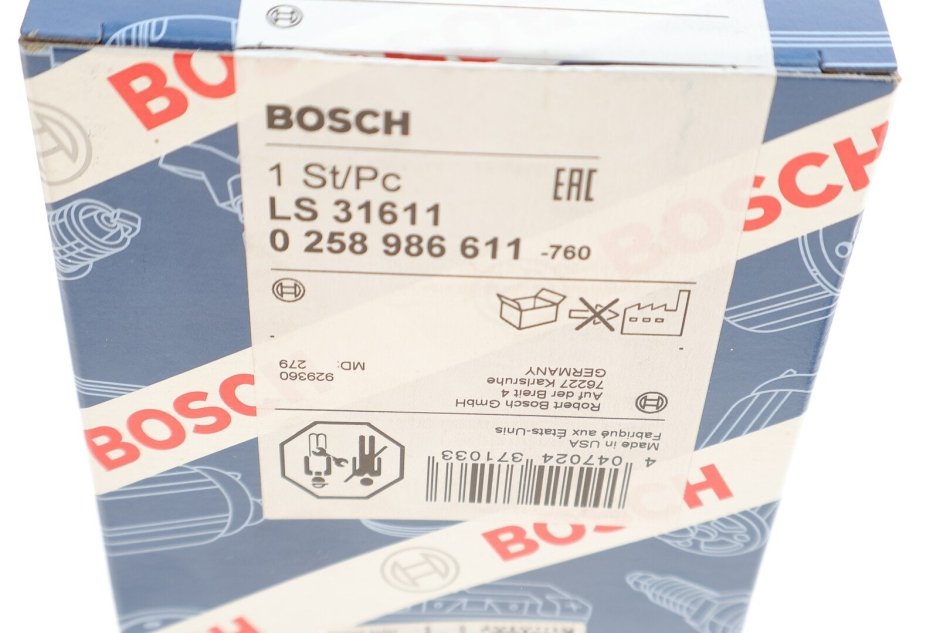 BOSCH
BOSCH
1 St/Pc
EAC
LS 31611
0 258 986 611 -760
BOSCH
929360
MD: 279
Robert Bosch GmbH
Auf der Breit 4
76227 Karlsruhe
GERMANY
Made in USA
Fabriqué aux États-Unis
4 047024 371033
BOSCH
BOSCH